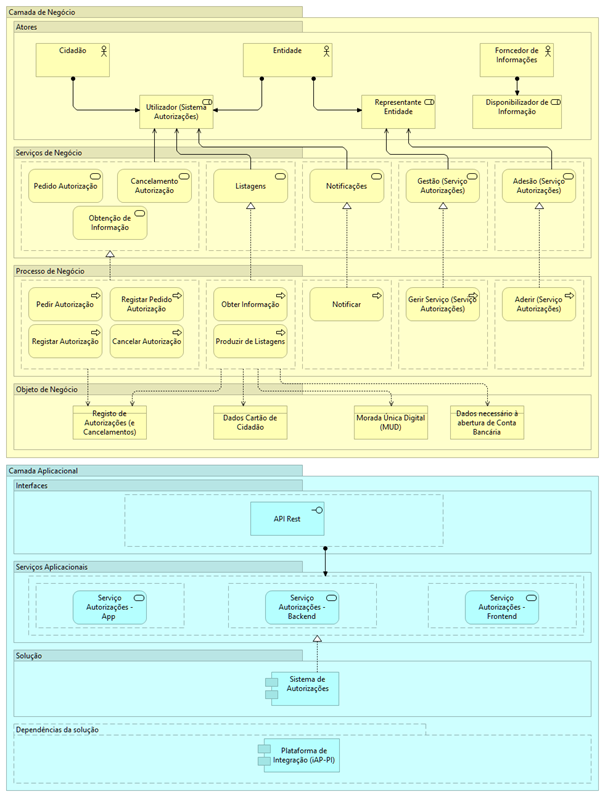 Camada de Negócio
Atores
Cidadão
Entidade
Forncedor de
Informações
Utilizador (Sistema
Autorizações)
Representante
Entidade
Disponibilizador de
Informação
Serviços de Negócio
Pedido Autorização
Cancelamento
Autorização
Obtenção de
Informação
Listagens
Notificações
Gestão (Serviço
Autorizações)
Adesão (Serviço
Autorizações)
Processo de Negócio
Pedir Autorização
Registar Pedido
Autorização
Registar Autorização
Cancelar Autorização
Obter Informação
Produzir de Listagens
Notificar
Gerir Serviço (Serviço
Autorizações)
Aderir (Serviço
Autorizações)
Objeto de Negócio
Registo de
Autorizações (e
Cancelamentos)
Dados Cartão de
Cidadão
Morada Única Digital
(MUD)
Dados necessário à
abertura de Conta
Bancária
Camada Aplicacional
Interfaces
API Rest
Serviços Aplicacionais
Serviço
Autorizações -
App
Serviço
Autorizações -
Backend
Serviço
Autorizações -
Frontend
Solução
Sistema de
Autorizações
Dependências da solução
Plataforma de
Integração (iAP-PI)